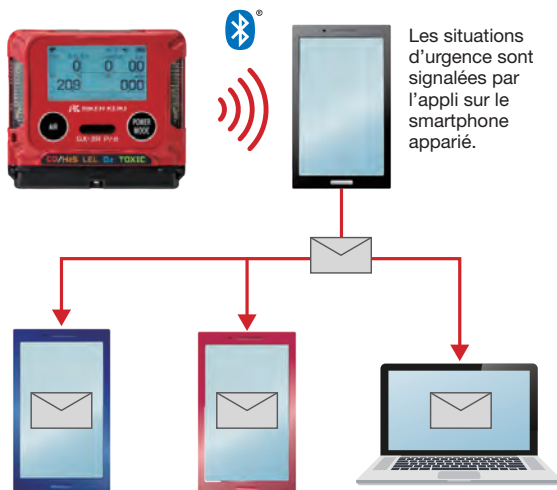 ®
Les situations
d'urgence sont
signalées par
l'appli sur le
smartphone
apparié.
0 0 00
209 000
RIKEN KEIKI
AIR
POWER
MODE
GX-3R Pro
CO/H2S LEL O2 TOXIC